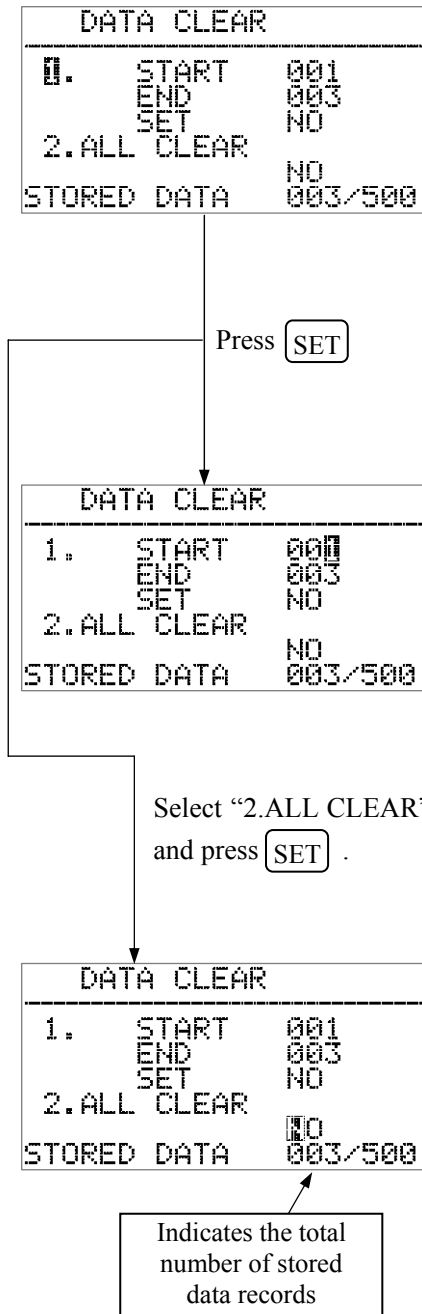 DATA CLEAR
1. START 001
END 003
SET NO
2.ALL CLEAR
NO
STORED DATA 003/500
Press SET
DATA CLEAR
1. START 001
END 003
SET NO
2.ALL CLEAR
NO
STORED DATA 003/500
Select “2.ALL CLEAR”
and press SET .
DATA CLEAR
1. START 001
END 003
SET NO
2.ALL CLEAR
NO
STORED DATA 003/500
Indicates the total
number of stored
data records